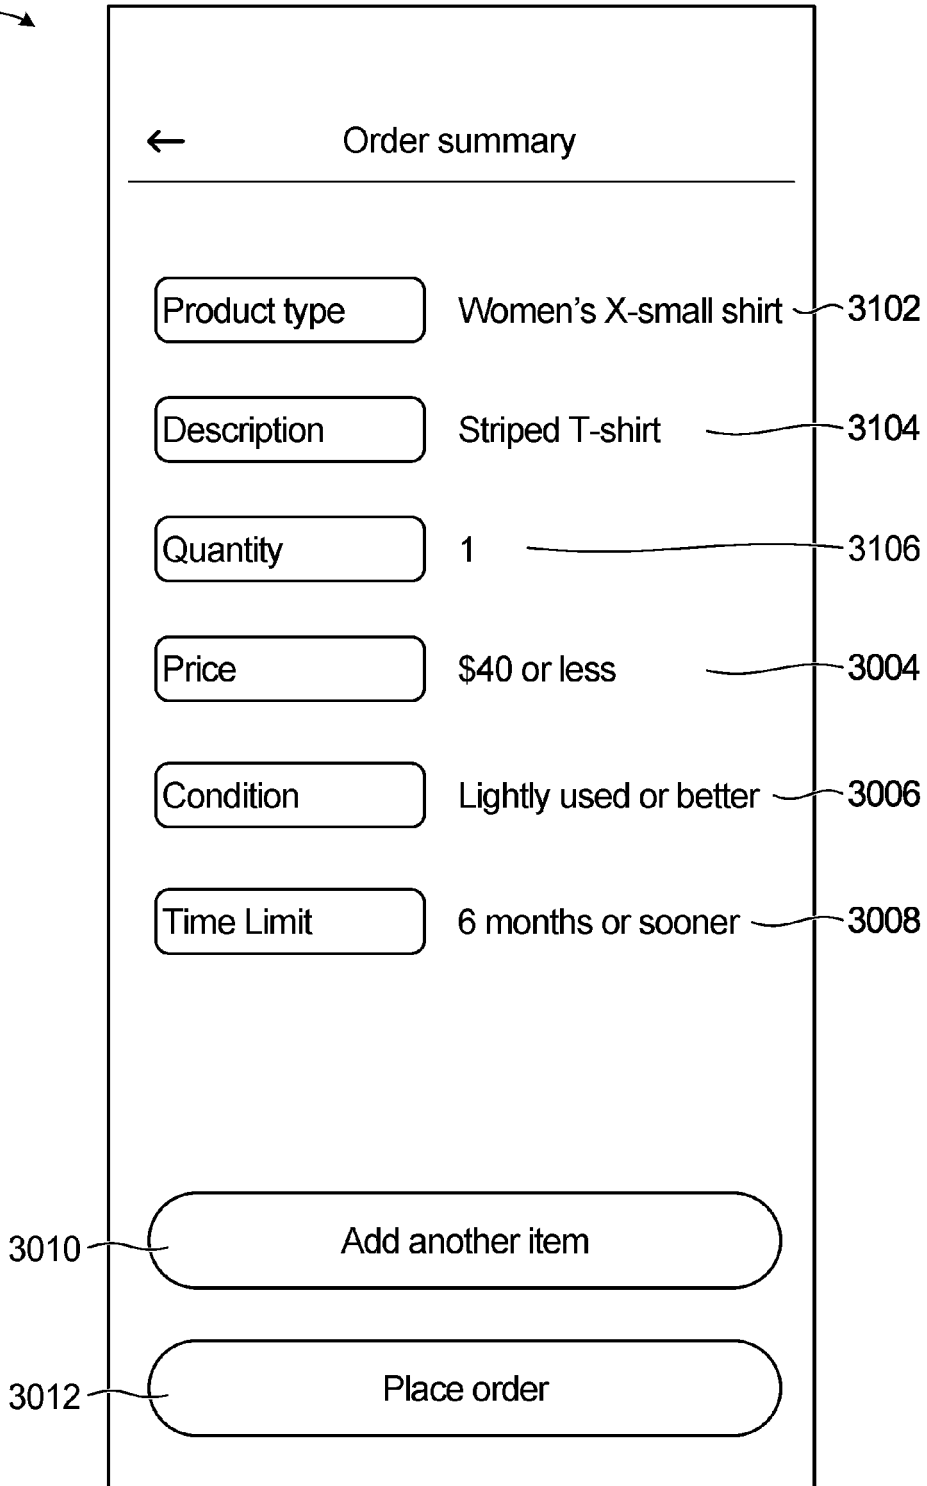 ← Order summary
Product type Women's X-small shirt 3102
Description Striped T-shirt 3104
Quantity 1 3106
Price $40 or less 3004
Condition Lightly used or better 3006
Time Limit 6 months or sooner 3008
3010 Add another item
3012 Place order